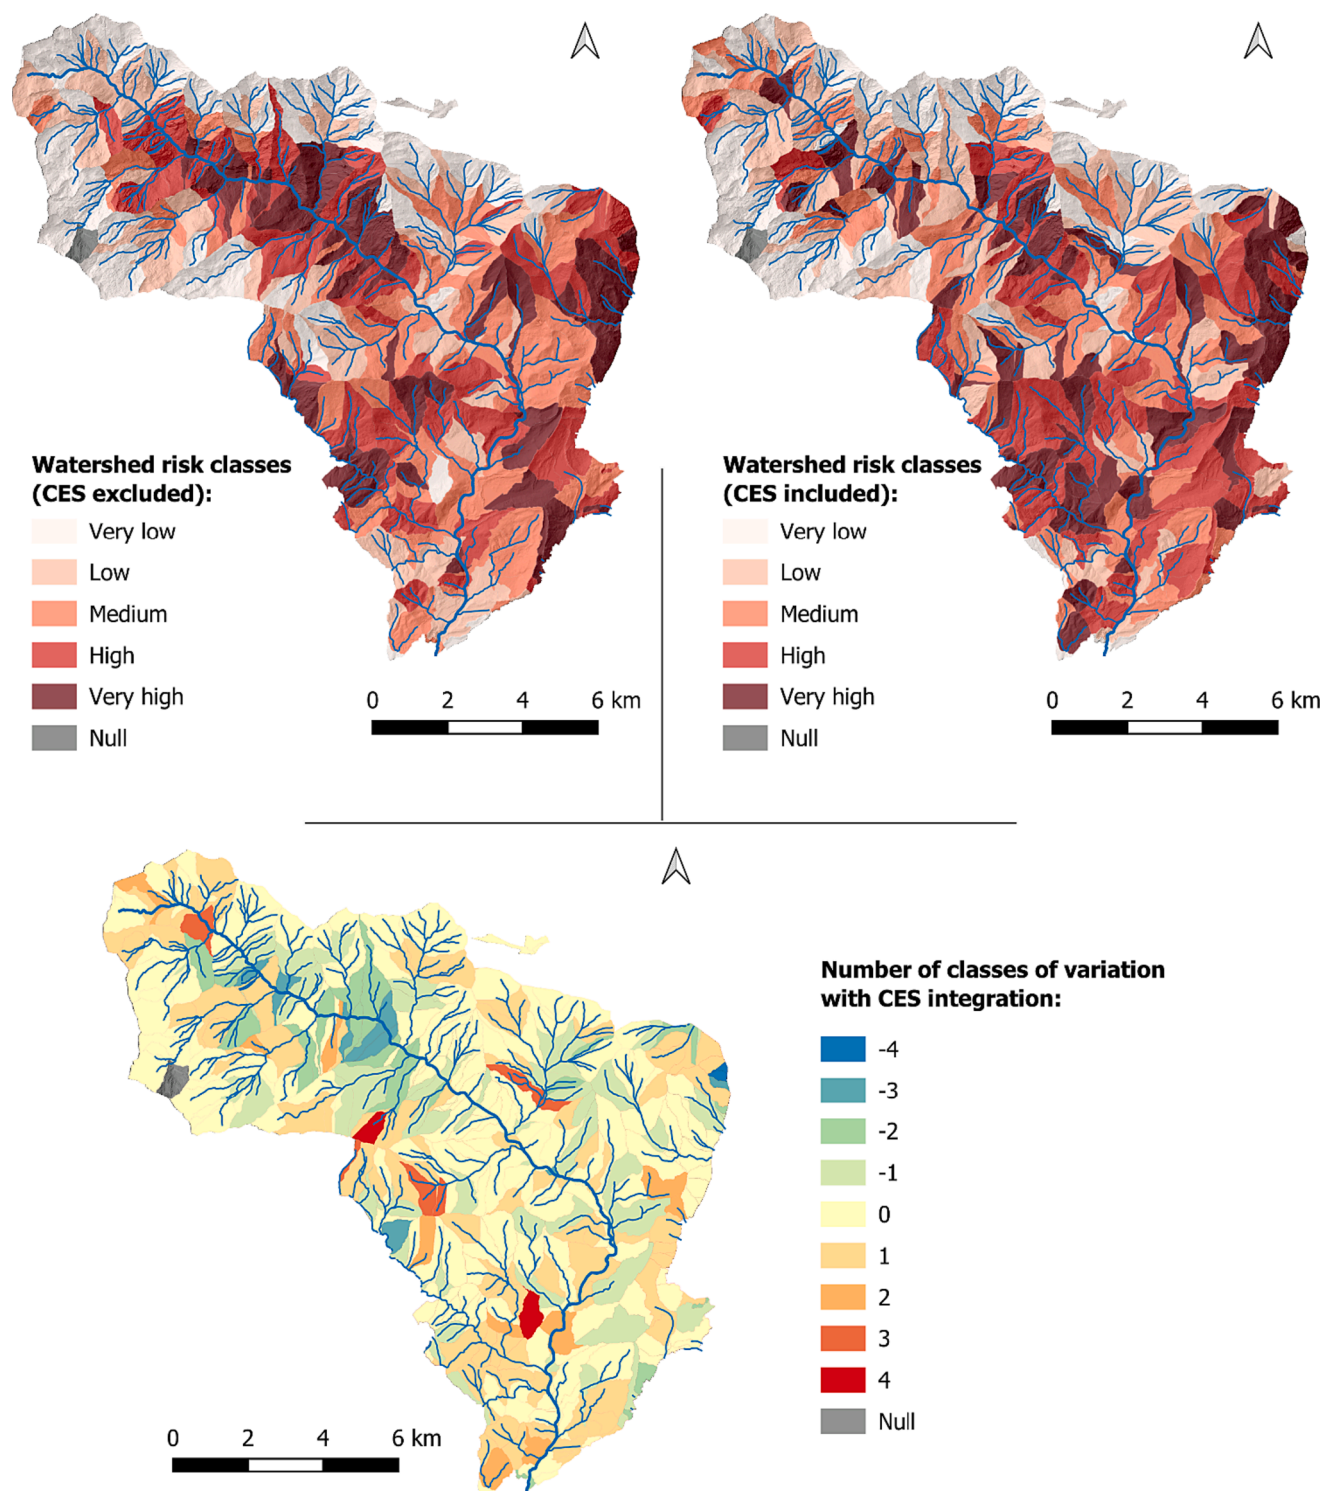 Watershed risk classes
(CES excluded):
Very low
Low
Medium
High
Very high
Null
0 2 4 6 km
Watershed risk classes
(CES included):
Very low
Low
Medium
High
Very high
Null
0 2 4 6 km
Number of classes of variation
with CES integration:
-4
-3
-2
-1
0
1
2
3
4
Null
0 2 4 6 km